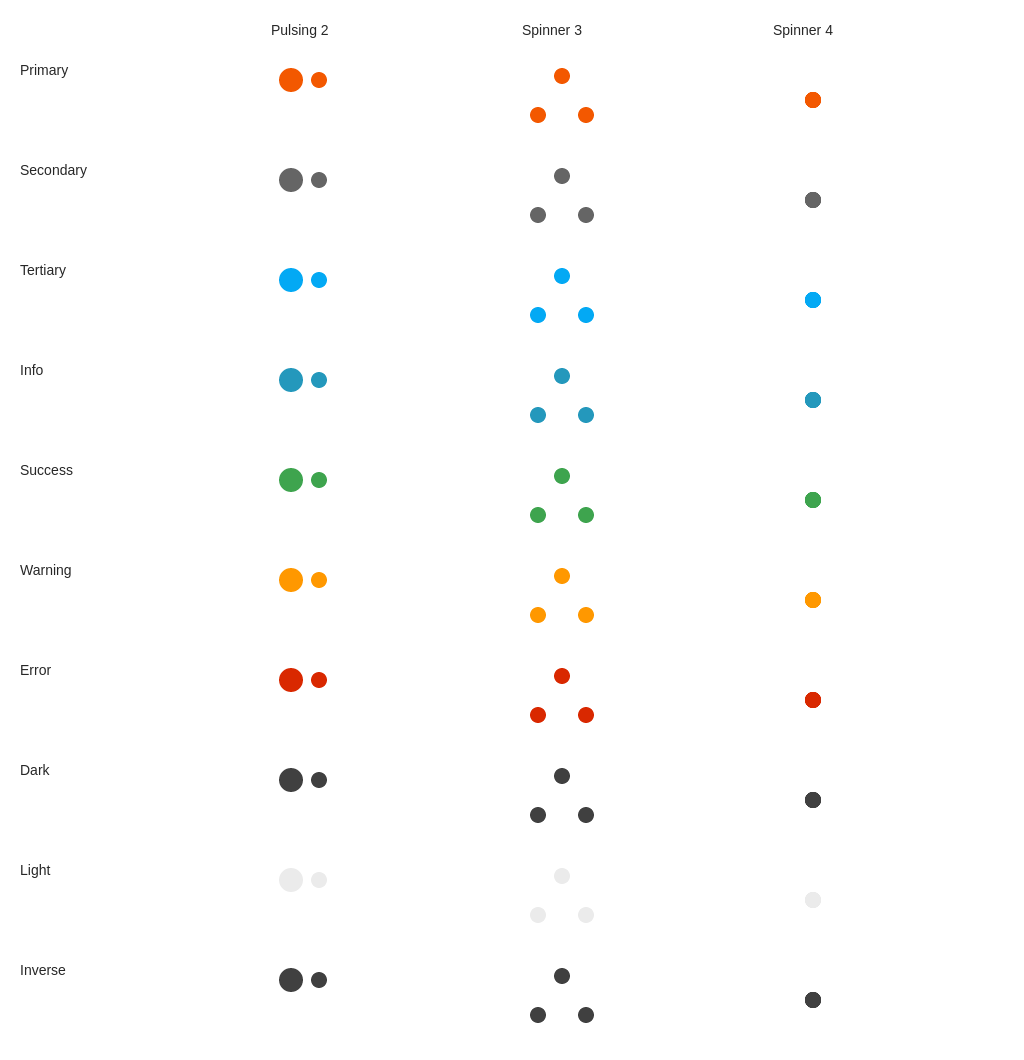 Pulsing 2 Spinner 3 Spinner 4
Primary
Secondary
Tertiary
Info
Success
Warning
Error
Dark
Light
Inverse